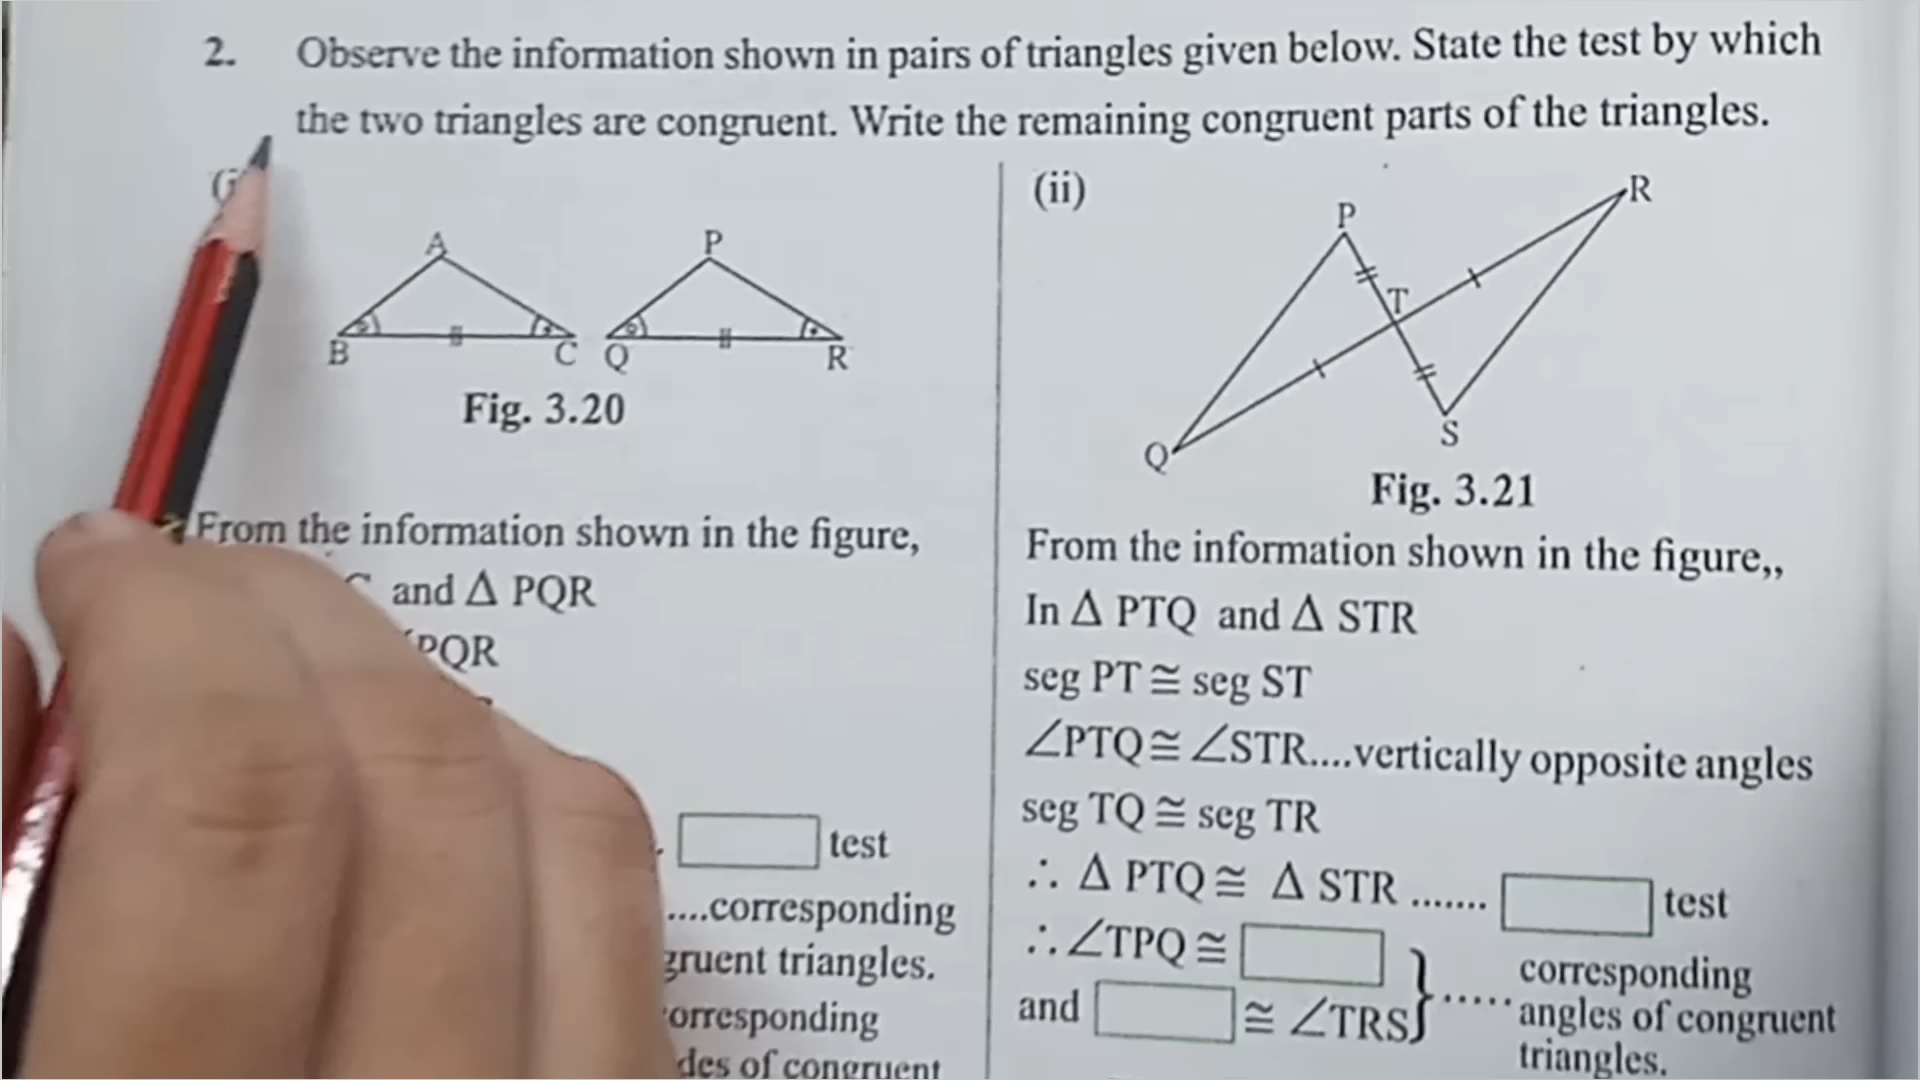 2. Observe the information shown in pairs of triangles given below. State the test by which
the two triangles are congruent. Write the remaining congruent parts of the triangles.
A
P
B
C
Q
R
Fig. 3.20
From the information shown in the figure,
and Δ PQR
PQR
test
....corresponding
gruent triangles.
orresponding
des of congruent
(ii)
P
R
T
Q
S
Fig. 3.21
From the information shown in the figure,,
In Δ PTQ and Δ STR
seg PT ≅ seg ST
∠PTQ ≅ ∠STR....vertically opposite angles
seg TQ ≅ seg TR
∴ Δ PTQ ≅ Δ STR ....... test
∴ ∠TPQ ≅
and ≅ ∠TRS } .....
corresponding
angles of congruent
triangles.